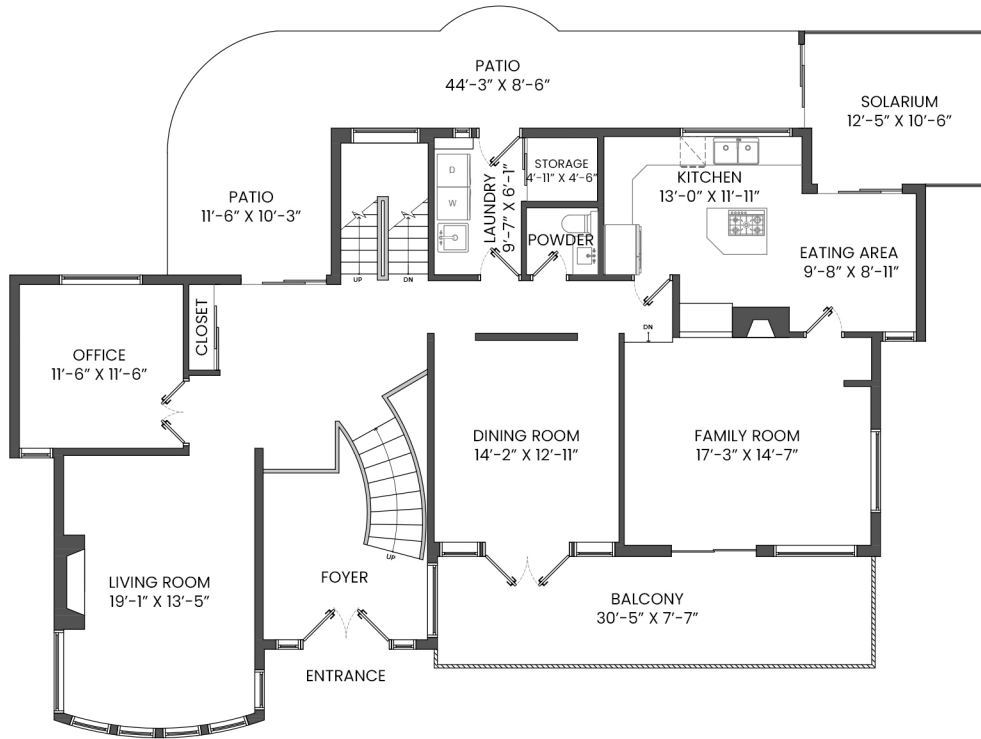 PATIO
44'-3” X 8'-6”
SOLARIUM
12'-5” X 10'-6”
D
W
LAUNDRY
9'-7” X 6'-1”
STORAGE
4'-11” X 4'-6”
KITCHEN
13'-0” X 11'-11”
PATIO
11'-6” X 10'-3”
POWDER
EATING AREA
9'-8” X 8'-11”
UP
DN
CLOSET
DN
OFFICE
11'-6” X 11'-6”
DINING ROOM
14'-2” X 12'-11”
FAMILY ROOM
17'-3” X 14'-7”
UP
FOYER
LIVING ROOM
19'-1” X 13'-5”
BALCONY
30'-5” X 7'-7”
ENTRANCE